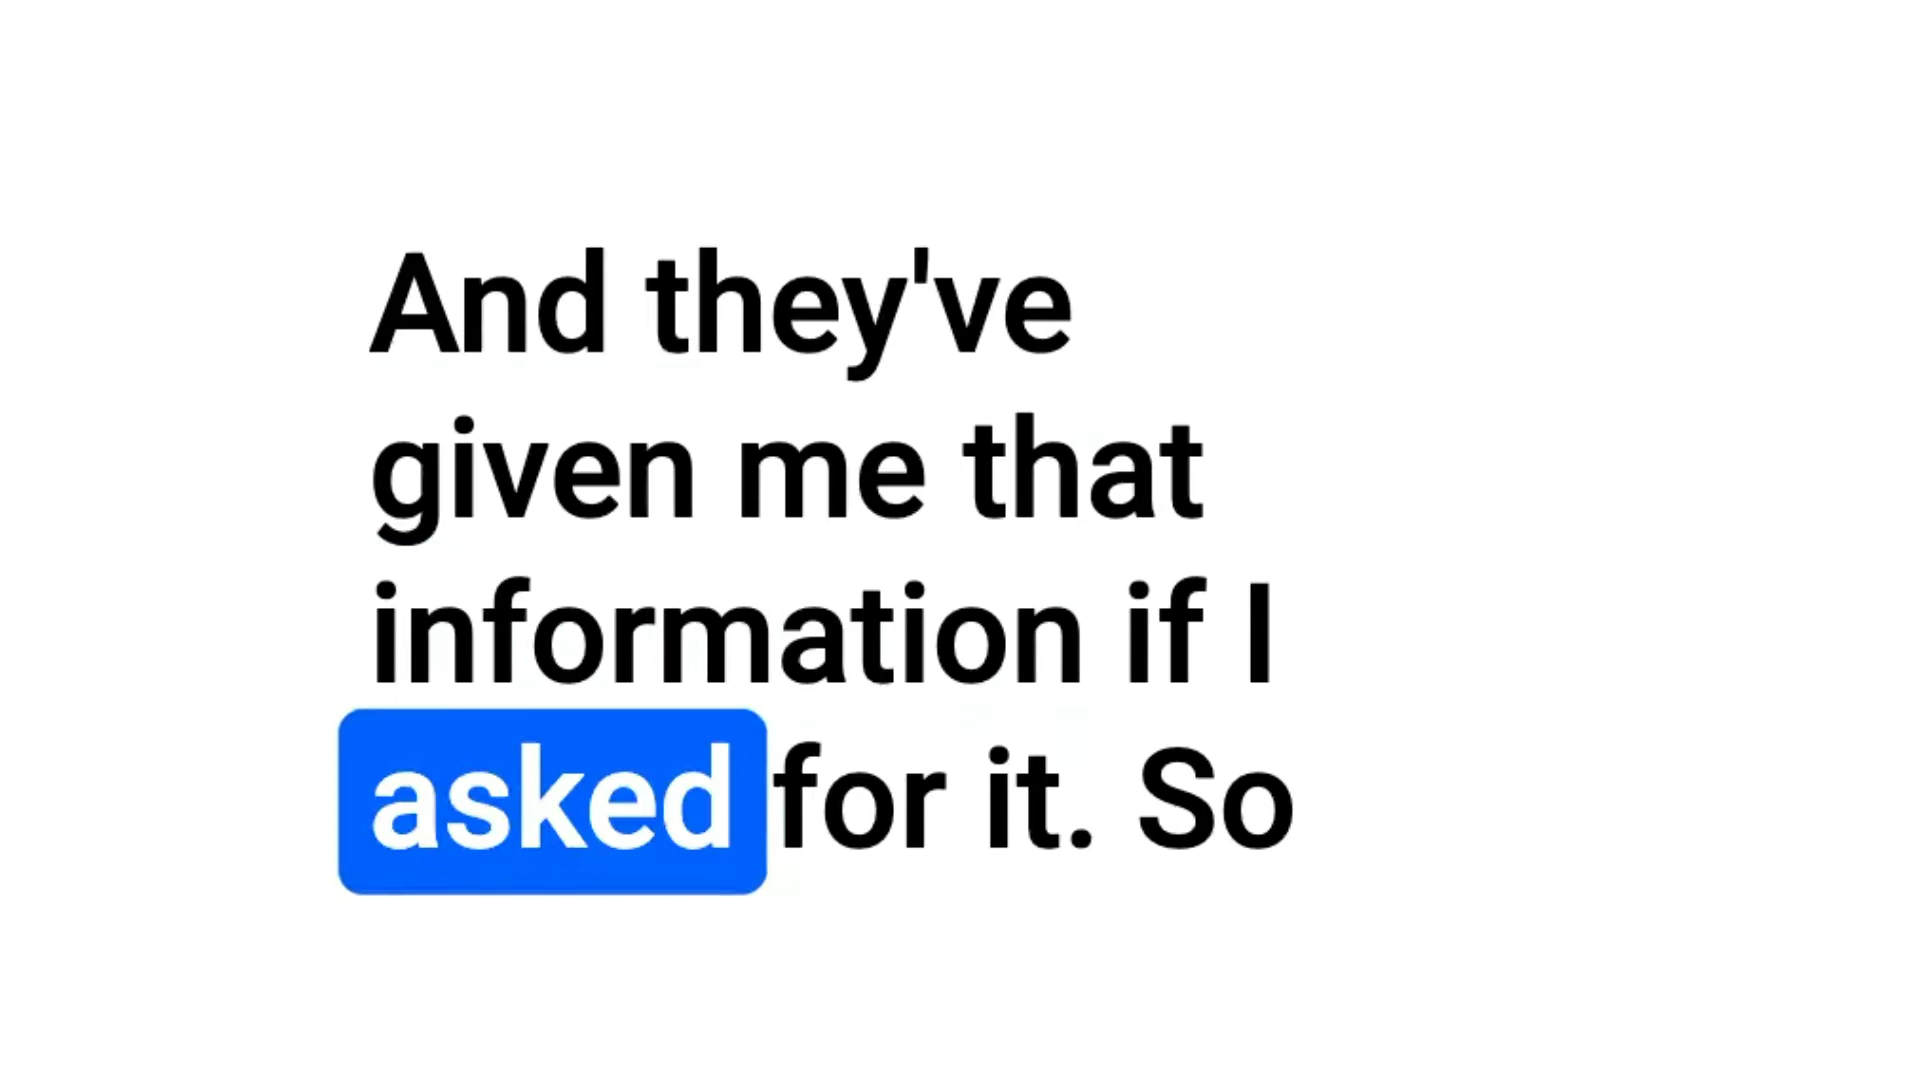 And they've
given me that
information if I
asked for it. So